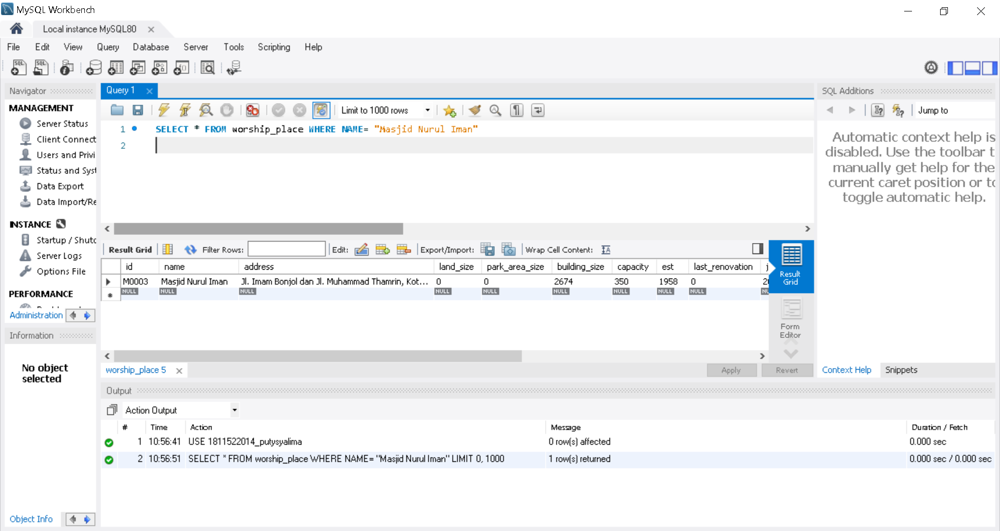 MySQL Workbench
Local instance MySQL80
File Edit View Query Database Server Tools Scripting Help
Navigator
MANAGEMENT
Server Status
Client Connect
Users and Privi
Status and Syst
Data Export
Data Import/Re
INSTANCE
Startup / Shutd
Server Logs
Options File
PERFORMANCE
Administration
Information
No object
selected
Object Info
Query 1
Limit to 1000 rows
1 SELECT * FROM worship_place WHERE NAME= "Masjid Nurul Iman"
2
Result Grid Filter Rows: Edit: Export/Import: Wrap Cell Content:
id name address land_size park_area_size building_size capacity est last_renovation j
M0003 Masjid Nurul Iman Jl. Imam Bonjol dan Jl. Muhammad Thamrin, Kot... 0 0 2674 350 1958 0
NULL NULL NULL NULL NULL NULL NULL NULL NULL NU
Result
Grid
Form
Editor
worship_place 5
Apply Revert
SQL Additions
Jump to
Automatic context help is
disabled. Use the toolbar t
manually get help for the
current caret position or to
toggle automatic help.
Context Help Snippets
Output
Action Output
# Time Action Message Duration / Fetch
1 10:56:41 USE 1811522014_putysyalima 0 row(s) affected 0.000 sec
2 10:56:51 SELECT * FROM worship_place WHERE NAME= "Masjid Nurul Iman" LIMIT 0, 1000 1 row(s) returned 0.000 sec / 0.000 sec